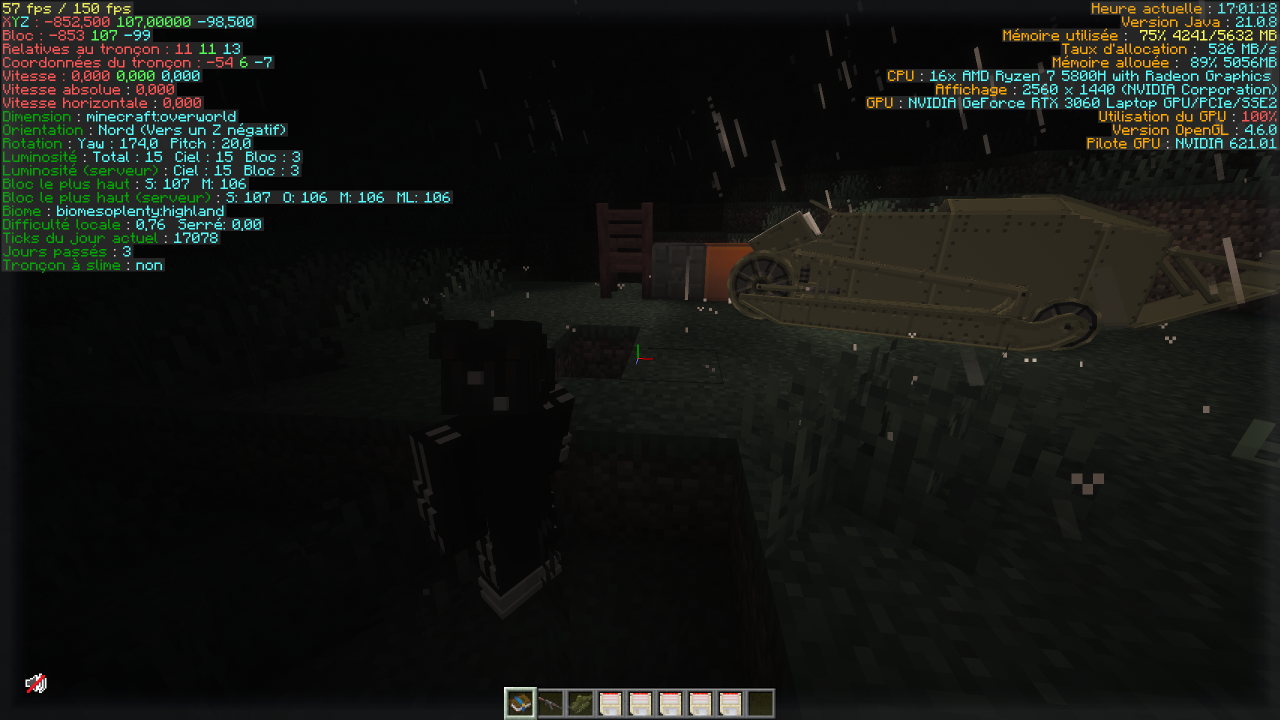 57 fps / 150 fps
XYZ : -852,500 107,00000 -98,500
Bloc : -853 107 -99
Relatives au tronçon : 11 11 13
Coordonnées du tronçon : -54 6 -7
Vitesse : 0,000 0,000 0,000
Vitesse absolue : 0,000
Vitesse horizontale : 0,000
Dimension : minecraft:overworld
Orientation : Nord (Vers un Z négatif)
Rotation : Yaw : 174,0 Pitch : 20,0
Luminosité : Total : 15 Ciel : 15 Bloc : 3
Luminosité (serveur) : Ciel : 15 Bloc : 3
Bloc le plus haut : S: 107 M: 106
Bloc le plus haut (serveur) : S: 107 O: 106 M: 106 ML: 106
Biome : biomesoplenty:highland
Difficulté locale : 0,76 Serré: 0,00
Ticks du jour actuel : 17078
Jours passés : 3
Tronçon à slime : non
Heure actuelle : 17:01:18
Version Java : 21.0.8
Mémoire utilisée : 75% 4241/5632 MB
Taux d'allocation : 526 MB/s
Mémoire allouée : 89% 5056MB
CPU : 16x AMD Ryzen 7 5800H with Radeon Graphics
Affichage : 2560 x 1440 (NVIDIA Corporation)
GPU : NVIDIA GeForce RTX 3060 Laptop GPU/PCIe/SSE2
Utilisation du GPU : 100%
Version OpenGL : 4.6.0
Pilote GPU : NVIDIA 621.01